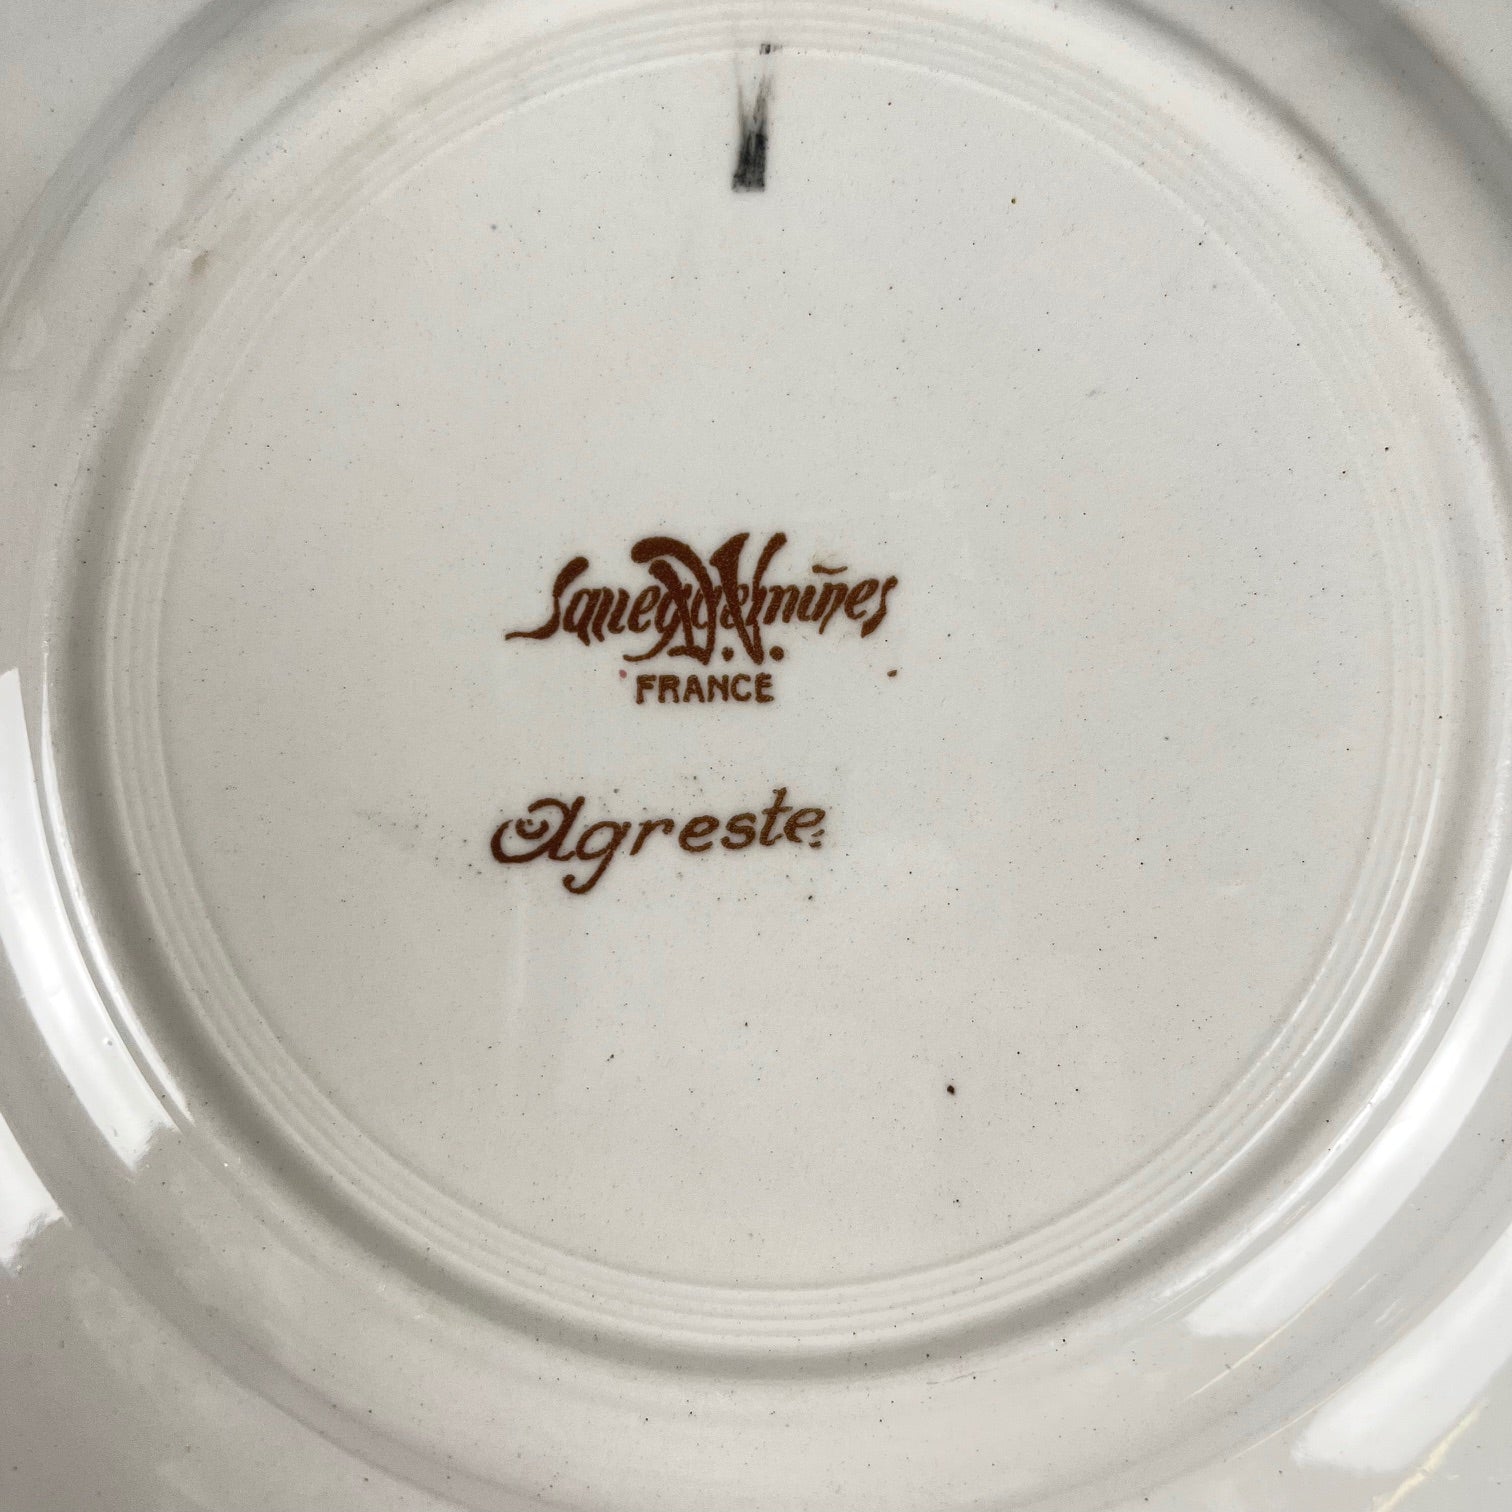 Sarreguemines
D.V.
FRANCE
Agreste